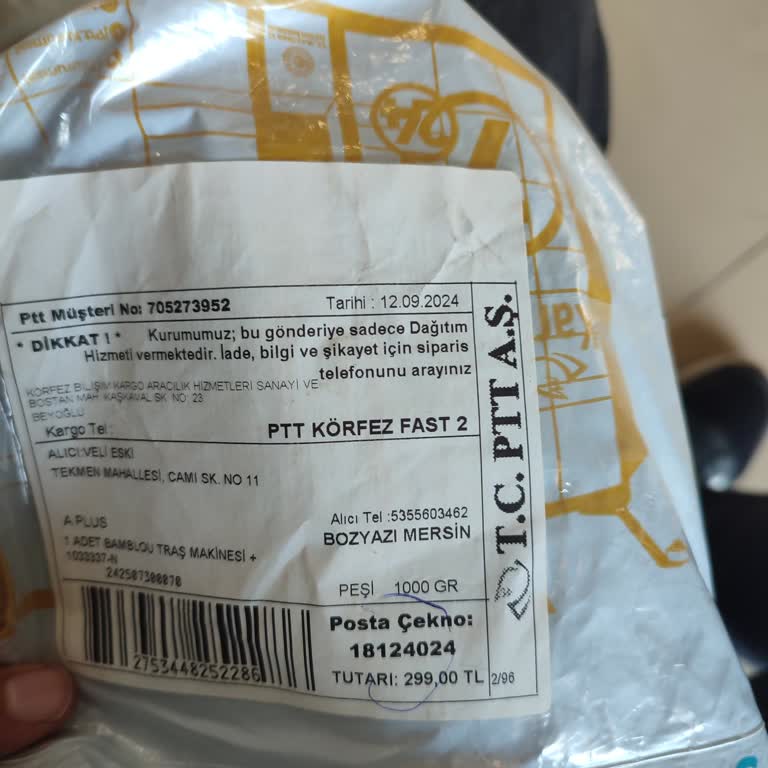 Ptt Müşteri No: 705273952 Tarihi : 12.09.2024
* DİKKAT ! * Kurumumuz; bu gönderiye sadece Dağıtım
Hizmeti vermektedir. İade, bilgi ve şikayet için sipariş
telefonunu arayınız
KÖRFEZ BİLİŞİM KARGO ARACILIK HİZMETLERİ SANAYİ VE
BOSTAN MAH. KAŞKAVAL SK. NO: 23
BEYOĞLU
Kargo Tel :
PTT KÖRFEZ FAST 2
ALICI:VELİ ESKİ
TEKMEN MAHALLESİ, CAMİ SK. NO 11
Alıcı Tel :5355603462
BOZYAZI MERSİN
A PLUS
1 ADET BAMBLOU TRAŞ MAKİNESİ +
1033337-N
242507300070
PEŞİ 1000 GR
Posta Çekno:
18124024
TUTARI: 299,00 TL
2/96
2753448252286
T.C. PTT A.Ş.